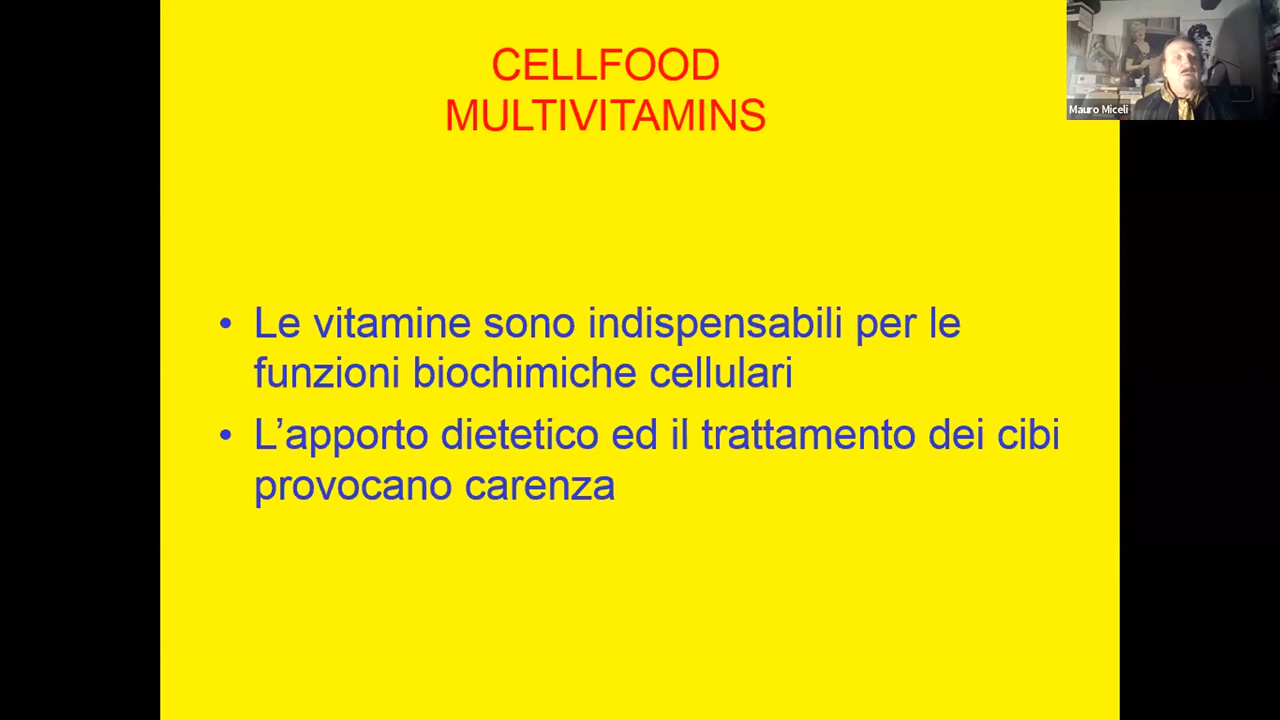 CELLFOOD
MULTIVITAMINS
Mauro Miceli
• Le vitamine sono indispensabili per le
funzioni biochimiche cellulari
• L’apporto dietetico ed il trattamento dei cibi
provocano carenza